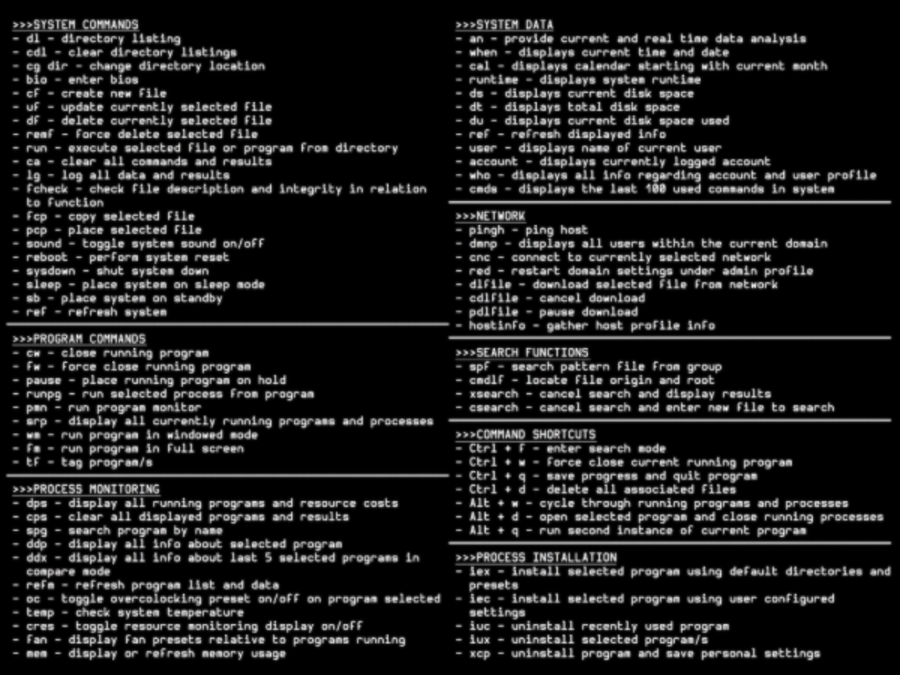 >>>SYSTEM COMMANDS
- dl - directory listing
- cdl - clear directory listings
- cg dir - change directory location
- bio - enter bios
- cf - create new file
- uf - update currently selected file
- df - delete currently selected file
- remf - force delete selected file
- run - execute selected file or program from directory
- ca - clear all commands and results
- lg - log all data and results
- fcheck - check file description and integrity in relation
to function
- fcp - copy selected file
- pcp - place selected file
- sound - toggle system sound on/off
- reboot - perform system reset
- sysdown - shut system down
- sleep - place system on sleep mode
- sb - place system on standby
- ref - refresh system
>>>PROGRAM COMMANDS
- cw - close running program
- fw - force close running program
- pause - place running program on hold
- runpg - run selected process from program
- pmn - run program monitor
- srp - display all currently running programs and processes
- wm - run program in windowed mode
- fm - run program in full screen
- tf - tag program/s
>>>PROCESS MONITORING
- dps - display all running programs and resource costs
- cps - clear all displayed programs and results
- spg - search program by name
- ddp - display all info about selected program
- ddx - display all info about last 5 selected programs in
compare mode
- refm - refresh program list and data
- oc - toggle overcolocking preset on/off on program selected
- temp - check system temperature
- cres - toggle resource monitoring display on/off
- fan - display fan presets relative to programs running
- mem - display or refresh memory usage
>>>SYSTEM DATA
- an - provide current and real time data analysis
- when - displays current time and date
- cal - displays calendar starting with current month
- runtime - displays system runtime
- ds - displays current disk space
- dt - displays total disk space
- du - displays current disk space used
- ref - refresh displayed info
- user - displays name of current user
- account - displays currently logged account
- who - displays all info regarding account and user profile
- cmds - displays the last 100 used commands in system
>>>NETWORK
- pingh - ping host
- dmnp - displays all users within the current domain
- cnc - connect to currently selected network
- red - restart domain settings under admin profile
- dlfile - download selected file from network
- cdlfile - cancel download
- pdlfile - pause download
- hostinfo - gather host profile info
>>>SEARCH FUNCTIONS
- spf - search pattern file from group
- cmdlf - locate file origin and root
- xsearch - cancel search and display results
- csearch - cancel search and enter new file to search
>>>COMMAND SHORTCUTS
- Ctrl + f - enter search mode
- Ctrl + w - force close current running program
- Ctrl + q - save progress and quit program
- Ctrl + d - delete all associated files
- Alt + w - cycle through running programs and processes
- Alt + d - open selected program and close running processes
- Alt + q - run second instance of current program
>>>PROCESS INSTALLATION
- iex - install selected program using default directories and
presets
- iec - install selected program using user configured
settings
- iuc - uninstall recently used program
- iux - uninstall selected program/s
- xcp - uninstall program and save personal settings